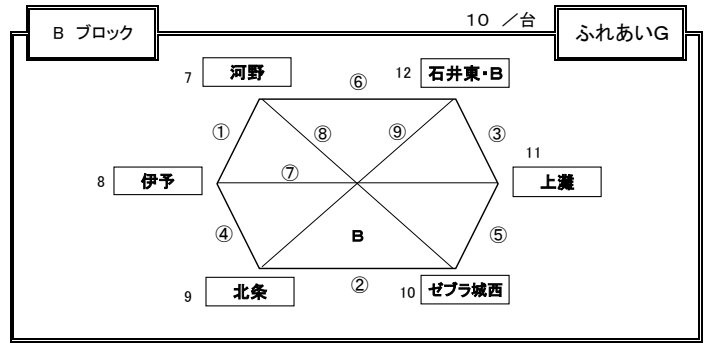 B ブロック
10 /台
ふれあいG
7 河野
12 石井東・B
⑥
① ⑧ ⑨ ③
8 伊予
⑦
11
上灘
④ B ⑤
9 北条
②
10 ゼブラ城西